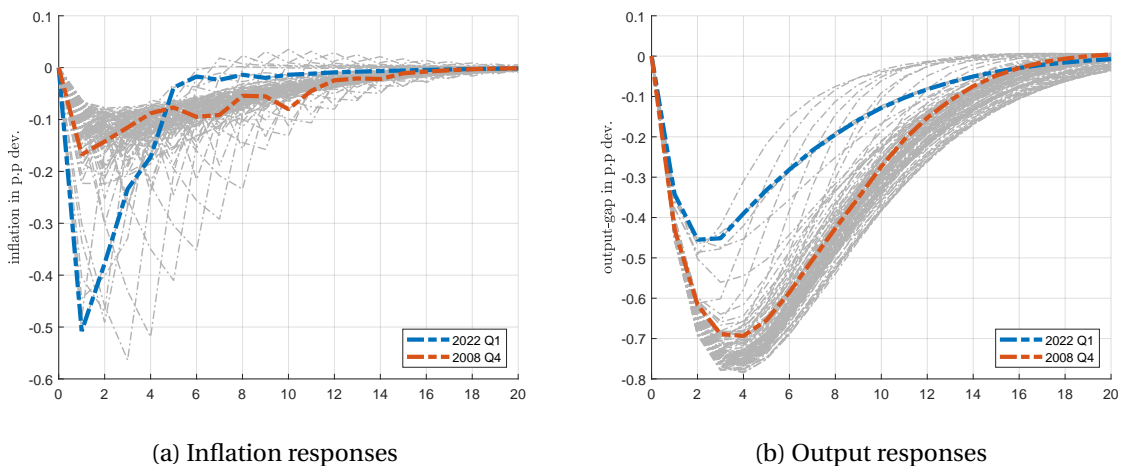 0.1
0
-0.1
-0.2
-0.3
-0.4
-0.5
-0.6
inflation in p.p dev.
0 2 4 6 8 10 12 14 16 18 20
2022 Q1
2008 Q4
(a) Inflation responses
0.1
0
-0.1
-0.2
-0.3
-0.4
-0.5
-0.6
-0.7
-0.8
output-gap in p.p dev.
0 2 4 6 8 10 12 14 16 18 20
2022 Q1
2008 Q4
(b) Output responses